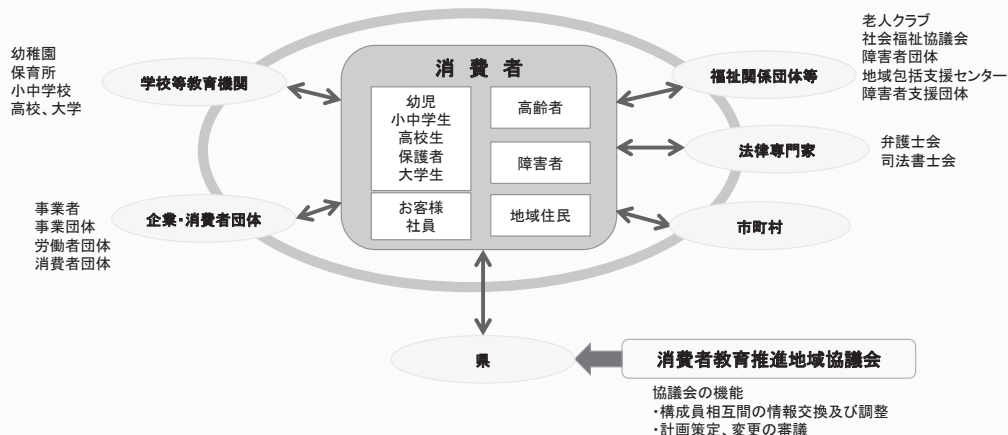 幼稚園
保育所
小中学校
高校、大学
学校等教育機関
事業者
事業団体
労働者団体
消費者団体
企業・消費者団体
消費者
幼児
小中学生
高校生
保護者
大学生
お客様
社員
高齢者
障害者
地域住民
福祉関係団体等
老人クラブ
社会福祉協議会
障害者団体
地域包括支援センター
障害者支援団体
法律専門家
弁護士会
司法書士会
市町村
県
消費者教育推進地域協議会
協議会の機能
・構成員相互間の情報交換及び調整
・計画策定、変更の審議